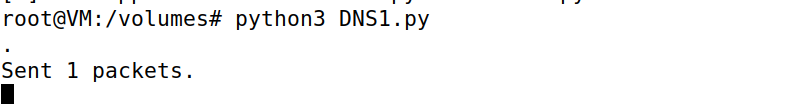 root@VM:/volumes# python3 DNS1.py
.
Sent 1 packets.